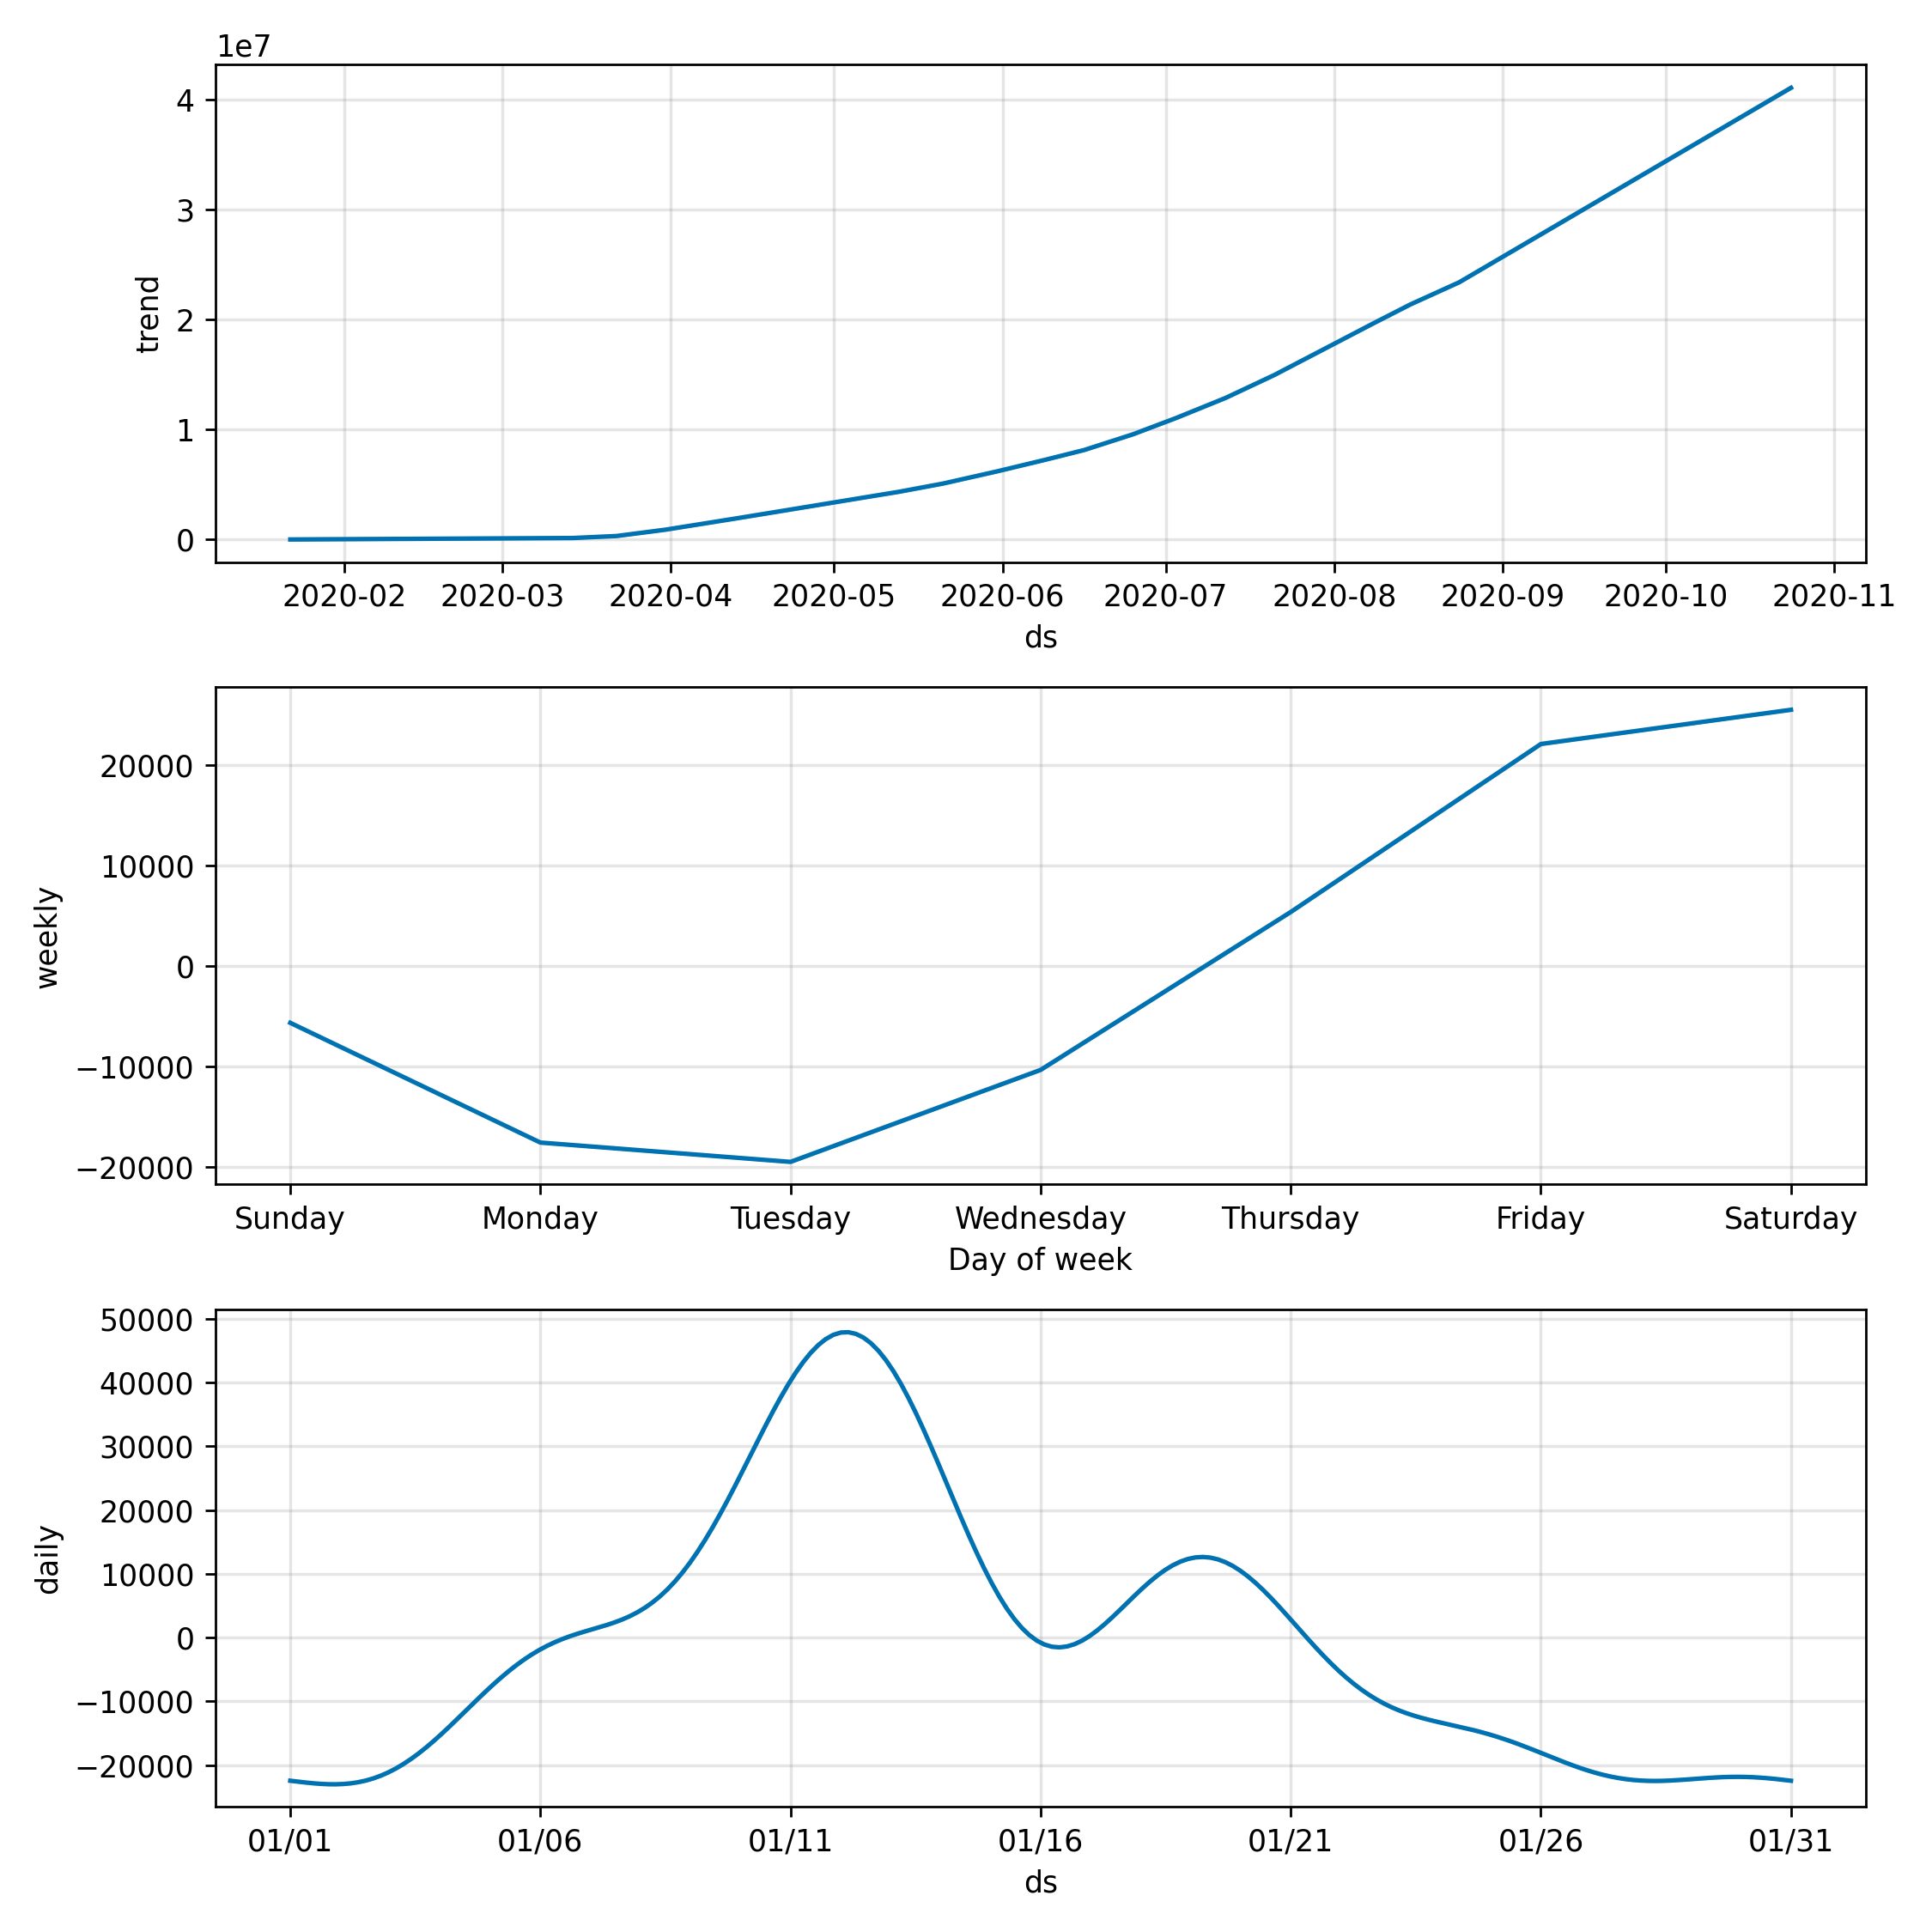 1e7
4
3
2
1
0
trend
2020-02 2020-03 2020-04 2020-05 2020-06 2020-07 2020-08 2020-09 2020-10 2020-11
ds
20000
10000
0
−10000
−20000
weekly
Sunday Monday Tuesday Wednesday Thursday Friday Saturday
Day of week
50000
40000
30000
20000
10000
0
−10000
−20000
daily
01/01 01/06 01/11 01/16 01/21 01/26 01/31
ds